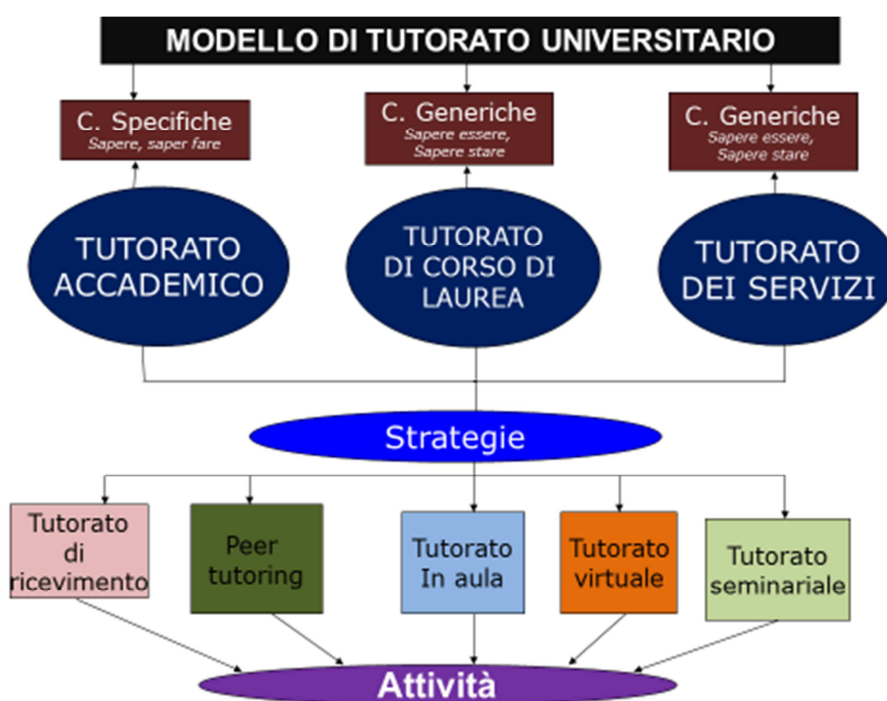 MODELLO DI TUTORATO UNIVERSITARIO
C. Specifiche
Sapere, saper fare
C. Generiche
Sapere essere,
Sapere stare
C. Generiche
Sapere essere,
Sapere stare
TUTORATO
ACCADEMICO
TUTORATO
DI CORSO DI
LAUREA
TUTORATO
DEI SERVIZI
Strategie
Tutorato
di
ricevimento
Peer
tutoring
Tutorato
In aula
Tutorato
virtuale
Tutorato
seminariale
Attività